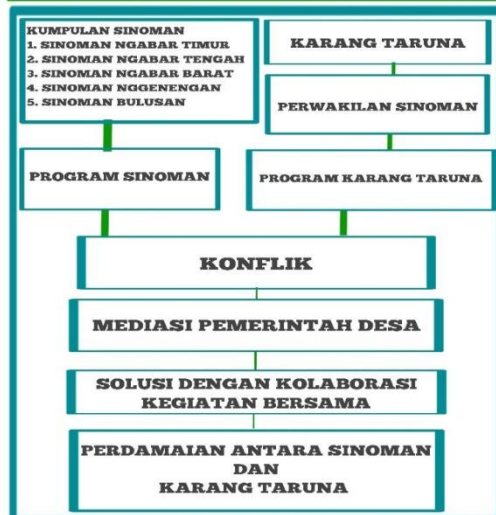 KUMPULAN SINOMAN
1. SINOMAN NGABAR TIMUR
2. SINOMAN NGABAR TENGAH
3. SINOMAN NGABAR BARAT
4. SINOMAN NGGENENGAN
5. SINOMAN BULUSAN
KARANG TARUNA
PERWAKILAN SINOMAN
PROGRAM SINOMAN
PROGRAM KARANG TARUNA
KONFLIK
MEDIASI PEMERINTAH DESA
SOLUSI DENGAN KOLABORASI
KEGIATAN BERSAMA
PERDAMAIAN ANTARA SINOMAN
DAN
KARANG TARUNA